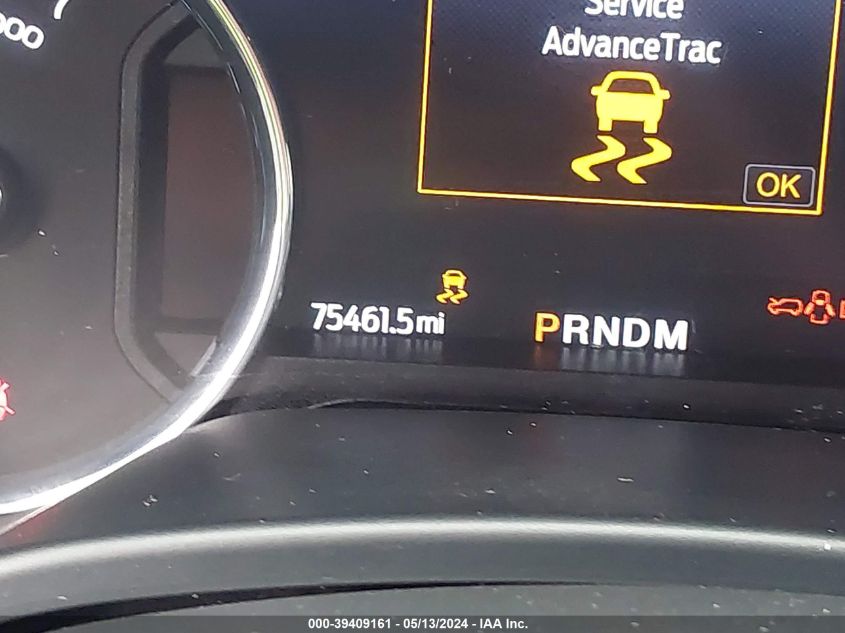 Service
AdvanceTrac
OK
75461.5mi
PRNDM
000-39409161 - 05/13/2024 - IAA Inc.